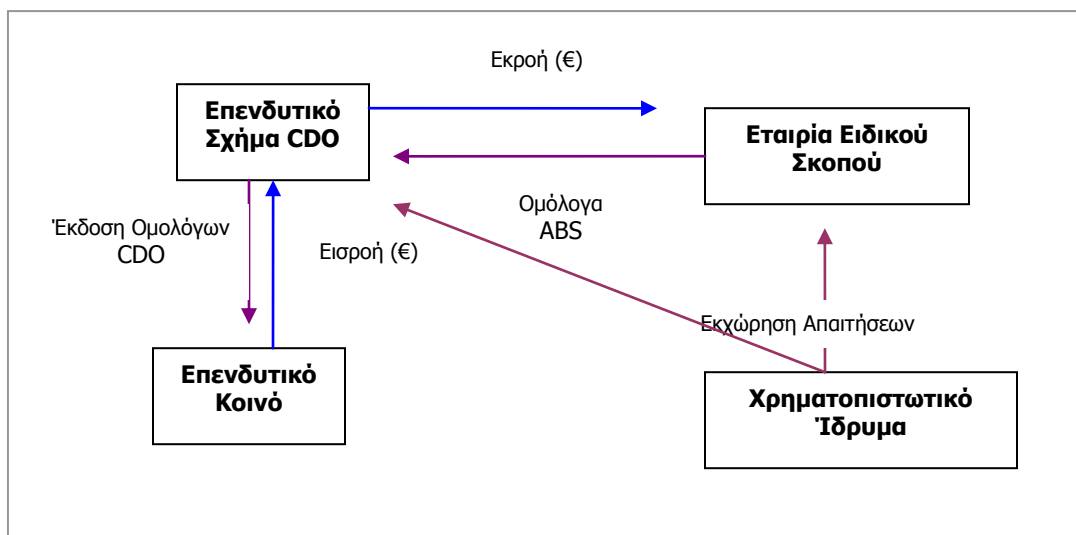 Εκροή (€)
Επενδυτικό
Σχήμα CDO
Εταιρία Ειδικού
Σκοπού
Ομόλογα
ABS
Έκδοση Ομολόγων
CDO
Εισροή (€)
Εκχώρηση Απαιτήσεων
Επενδυτικό
Κοινό
Χρηματοπιστωτικό
Ίδρυμα